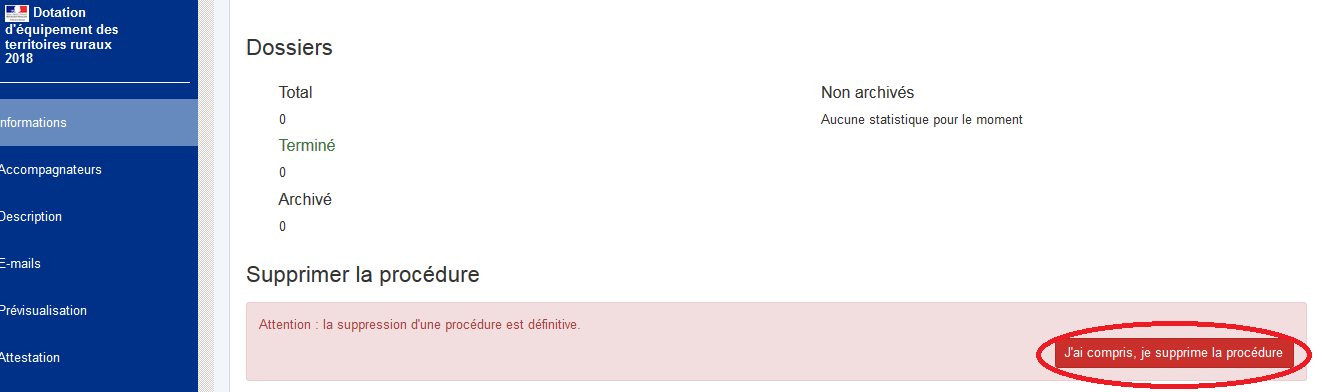 Dotation
d'équipement des
territoires ruraux
2018
nformations
Accompagnateurs
Description
E-mails
Prévisualisation
Attestation
Dossiers
Total
0
Terminé
0
Archivé
0
Non archivés
Aucune statistique pour le moment
Supprimer la procédure
Attention : la suppression d'une procédure est définitive.
J'ai compris, je supprime la procédure